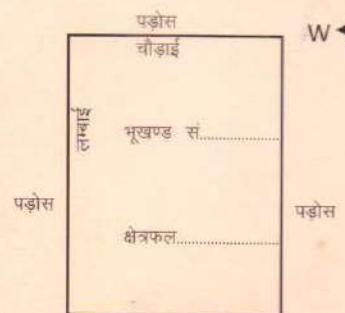 पड़ोस
चौड़ाई
W
लम्बाई
भूखण्ड सं....................
पड़ोस
पड़ोस
क्षेत्रफल.........................